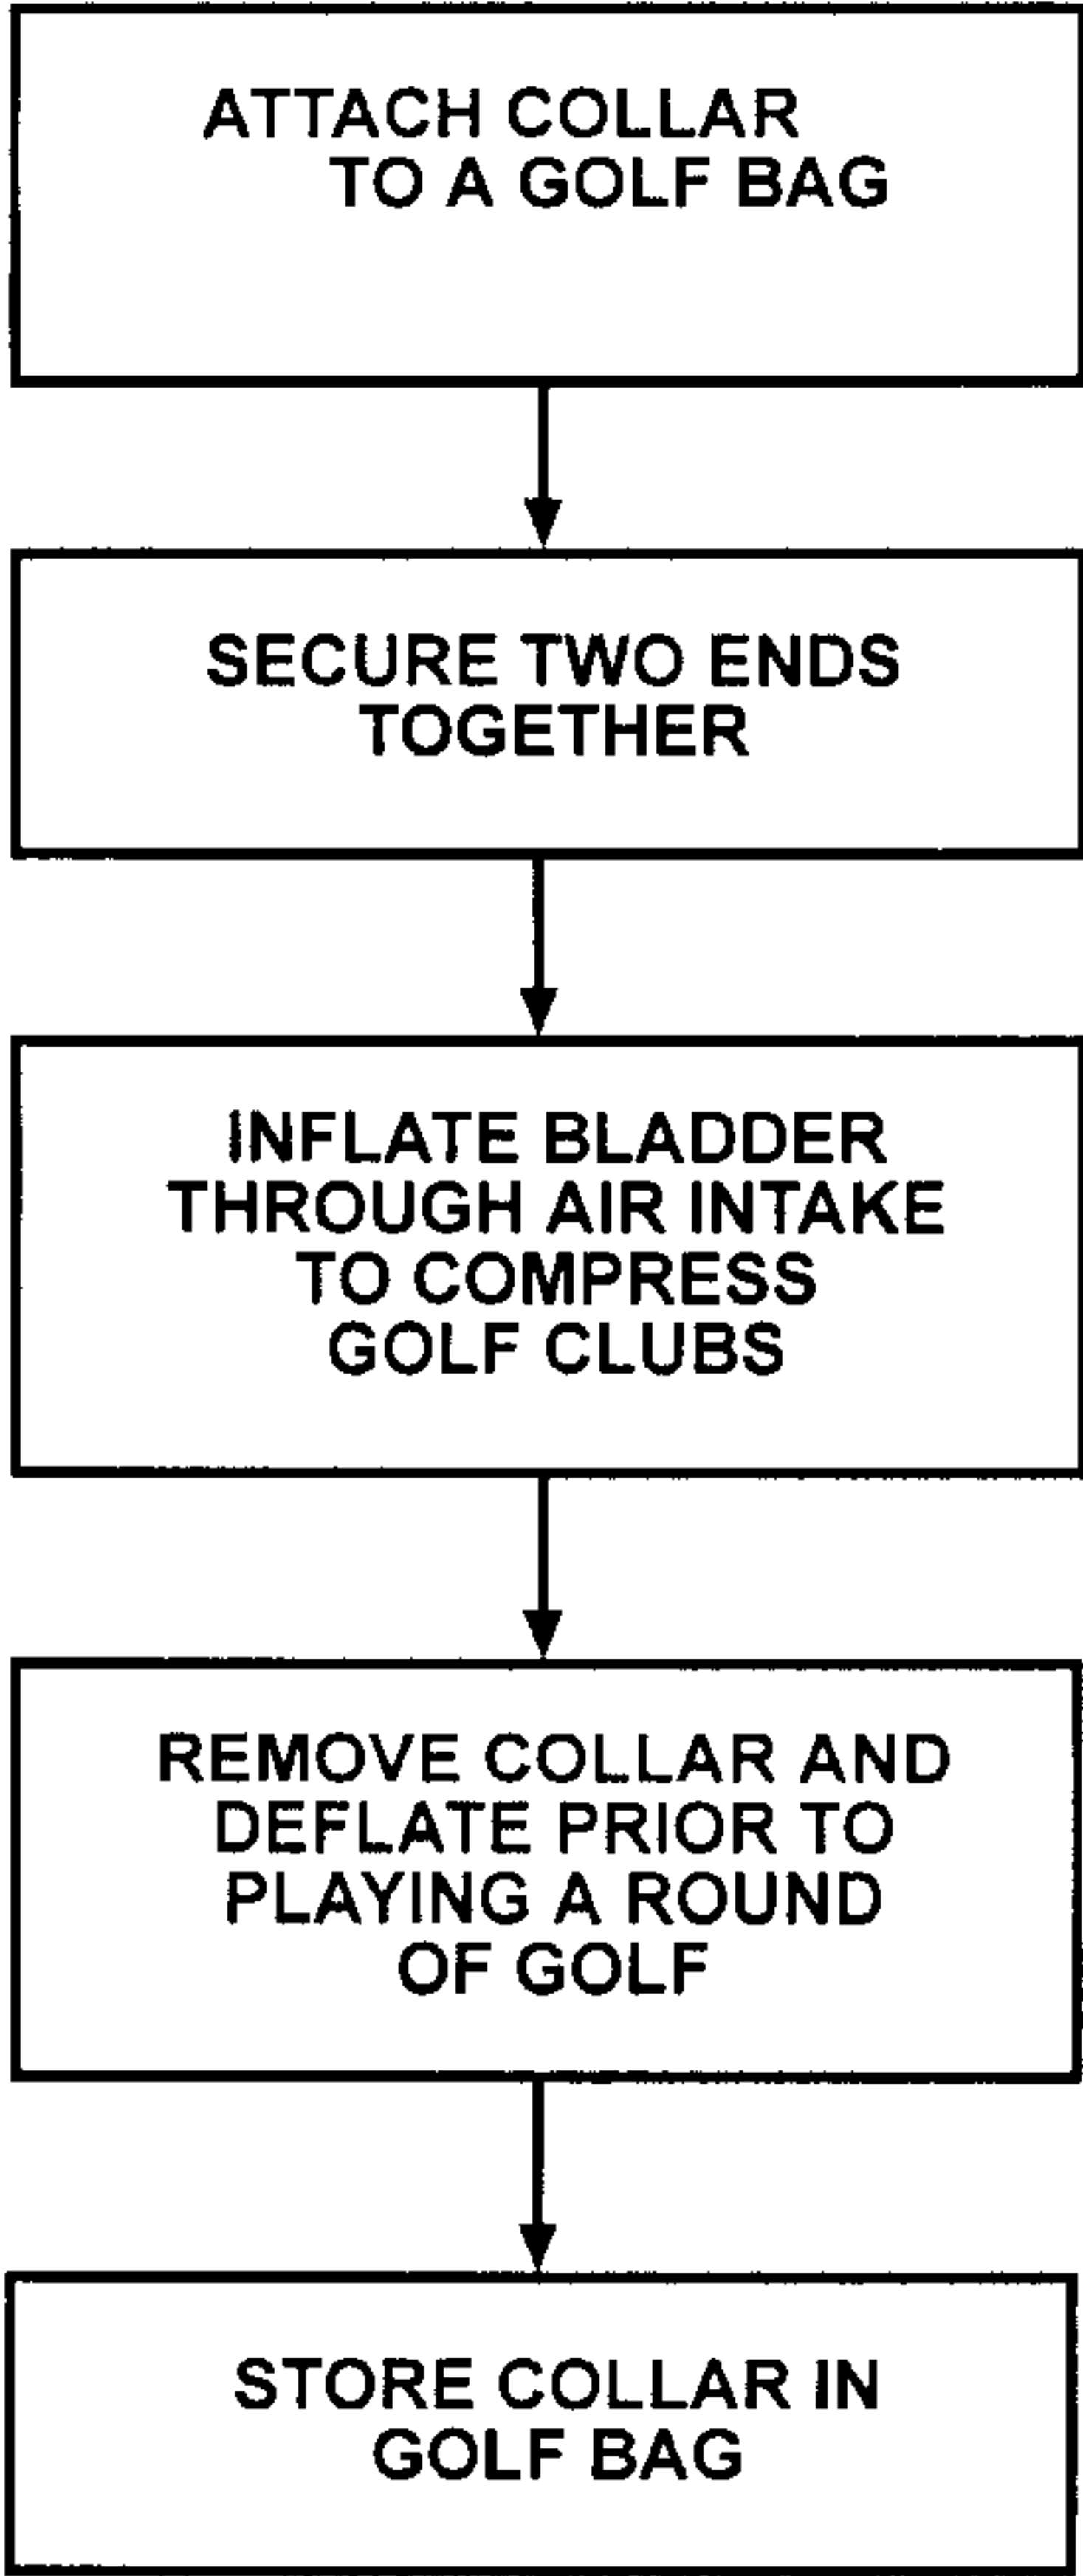 ATTACH COLLAR
TO A GOLF BAG
SECURE TWO ENDS
TOGETHER
INFLATE BLADDER
THROUGH AIR INTAKE
TO COMPRESS
GOLF CLUBS
REMOVE COLLAR AND
DEFLATE PRIOR TO
PLAYING A ROUND
OF GOLF
STORE COLLAR IN
GOLF BAG